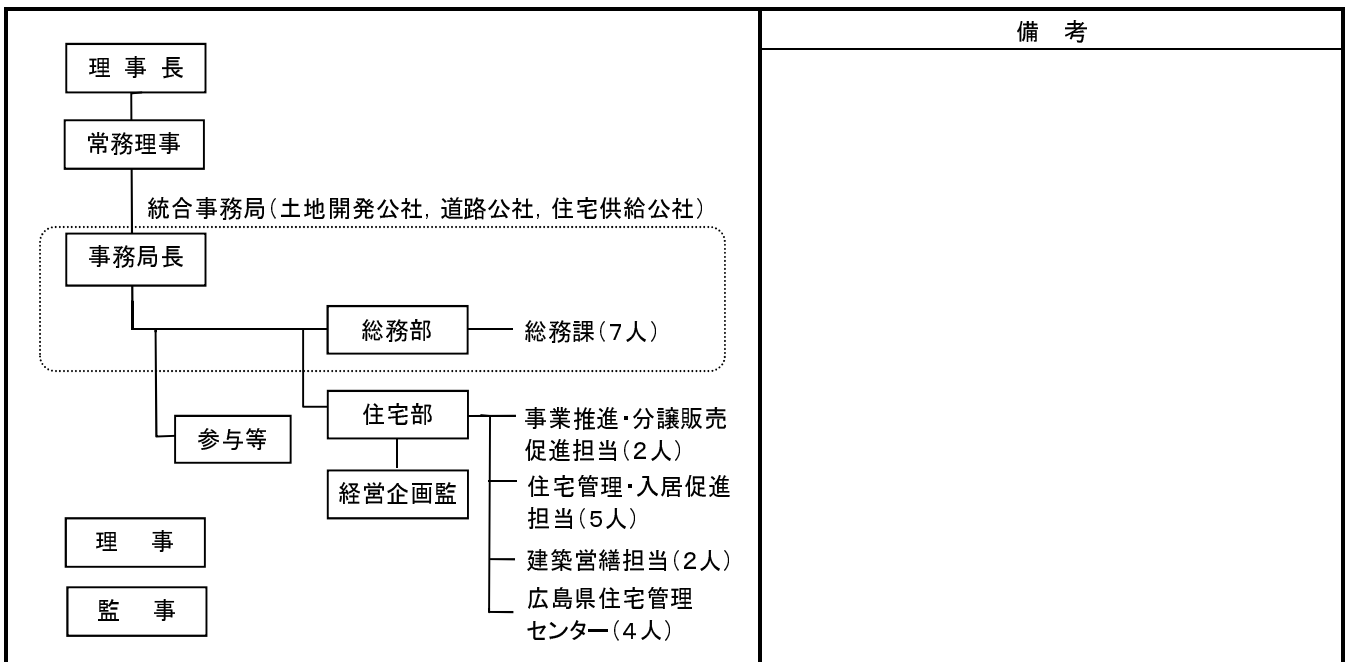 備　考
理 事 長
常務理事
統合事務局（土地開発公社，道路公社，住宅供給公社）
事務局長
総務部
総務課（７人）
住宅部
事業推進・分譲販売
促進担当（２人）
参与等
経営企画監
住宅管理・入居促進
担当（５人）
理　事
建築営繕担当（２人）
監　事
広島県住宅管理
センター（４人）